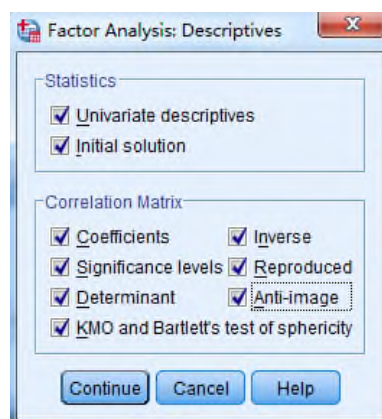 Factor Analysis: Descriptives
Statistics
Univariate descriptives
Initial solution
Correlation Matrix
Coefficients Inverse
Significance levels Reproduced
Determinant Anti-image
KMO and Bartlett's test of sphericity
Continue Cancel Help